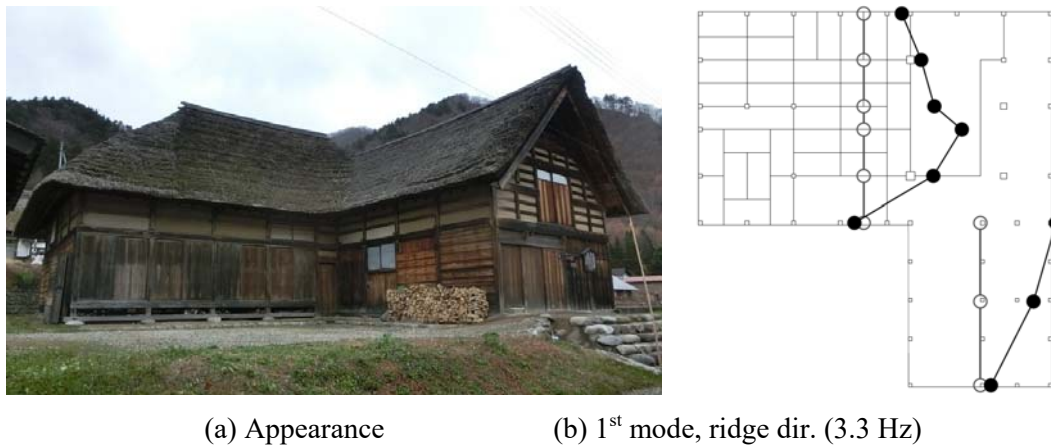 (a) Appearance
(b) 1st mode, ridge dir. (3.3 Hz)